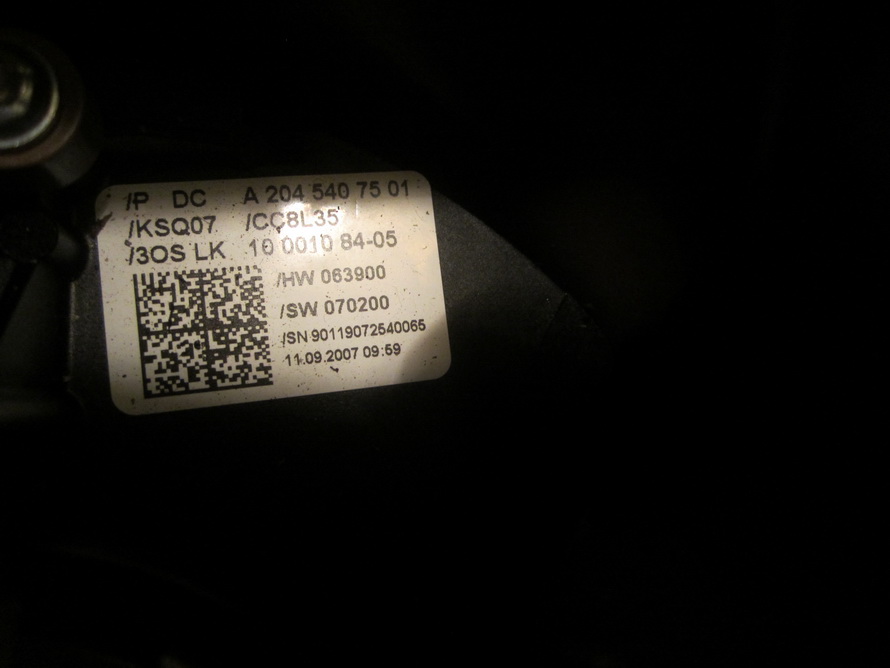 /P DC A 204 540 75 01
/KSQ07 /CC8L35
/3OS LK 10 0010 84-05
/HW 063900
/SW 070200
/SN 90119072540065
11.09.2007 09:59